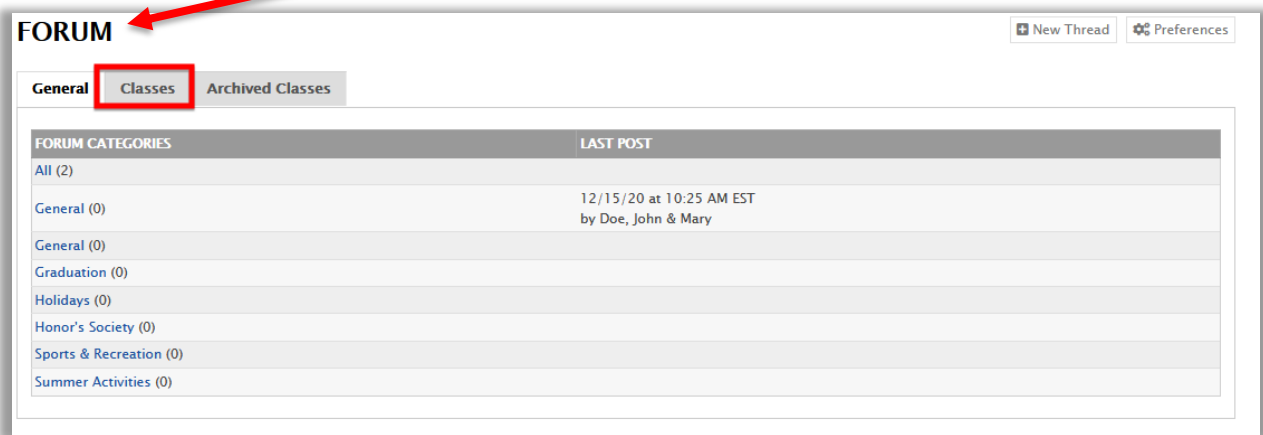 FORUM
New Thread Preferences
General Classes Archived Classes
FORUM CATEGORIES LAST POST
All (2)
General (0) 12/15/20 at 10:25 AM EST
by Doe, John & Mary
General (0)
Graduation (0)
Holidays (0)
Honor's Society (0)
Sports & Recreation (0)
Summer Activities (0)